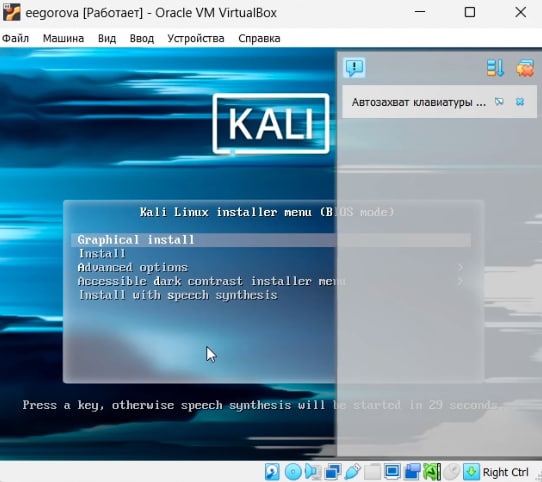 eegorova [Работает] - Oracle VM VirtualBox
Файл Машина Вид Ввод Устройства Справка
Автозахват клавиатуры ...
KALI
Kali Linux installer menu (BIOS mode)
Graphical install
Install
Advanced options
Accessible dark contrast installer menu
Install with speech synthesis
Press a key, otherwise speech synthesis will be started in 29 seconds...
Right Ctrl